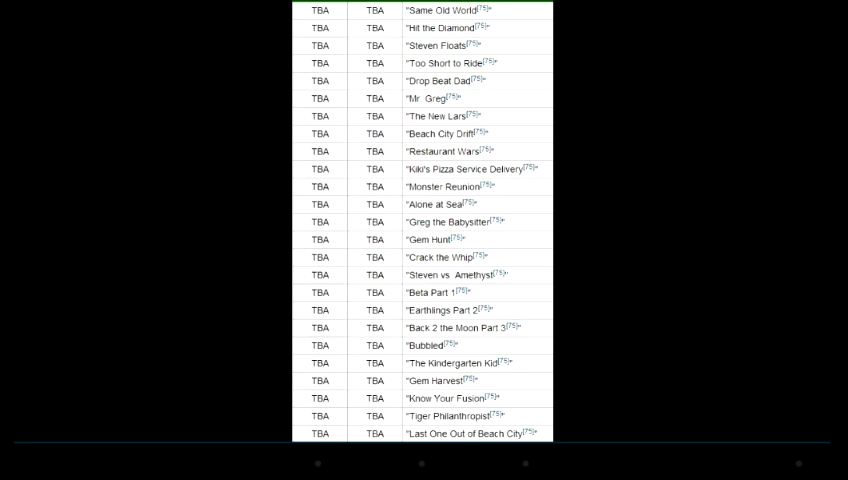 TBA TBA "Same Old World[75]"
TBA TBA "Hit the Diamond[75]"
TBA TBA "Steven Floats[75]"
TBA TBA "Too Short to Ride[75]"
TBA TBA "Drop Beat Dad[75]"
TBA TBA "Mr Greg[75]"
TBA TBA "The New Lars[75]"
TBA TBA "Beach City Drift[75]"
TBA TBA "Restaurant Wars[75]"
TBA TBA "Kiki's Pizza Service Delivery[75]"
TBA TBA "Monster Reunion[75]"
TBA TBA "Alone at Sea[75]"
TBA TBA "Greg the Babysitter[75]"
TBA TBA "Gem Hunt[75]"
TBA TBA "Crack the Whip[75]"
TBA TBA "Steven vs Amethyst[75]"
TBA TBA "Beta Part 1[75]"
TBA TBA "Earthlings Part 2[75]"
TBA TBA "Back 2 the Moon Part 3[75]"
TBA TBA "Bubbled[75]"
TBA TBA "The Kindergarten Kid[75]"
TBA TBA "Gem Harvest[75]"
TBA TBA "Know Your Fusion[75]"
TBA TBA "Tiger Philanthropist[75]"
TBA TBA "Last One Out of Beach City[75]"